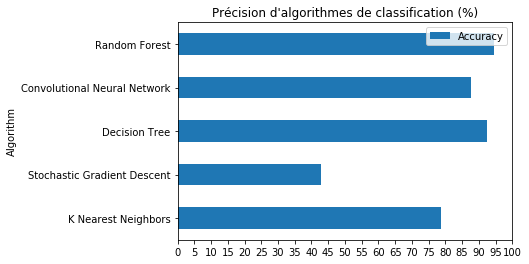 Précision d'algorithmes de classification (%)
Accuracy
Algorithm
Random Forest
Convolutional Neural Network
Decision Tree
Stochastic Gradient Descent
K Nearest Neighbors
0 5 10 15 20 25 30 35 40 45 50 55 60 65 70 75 80 85 90 95 100